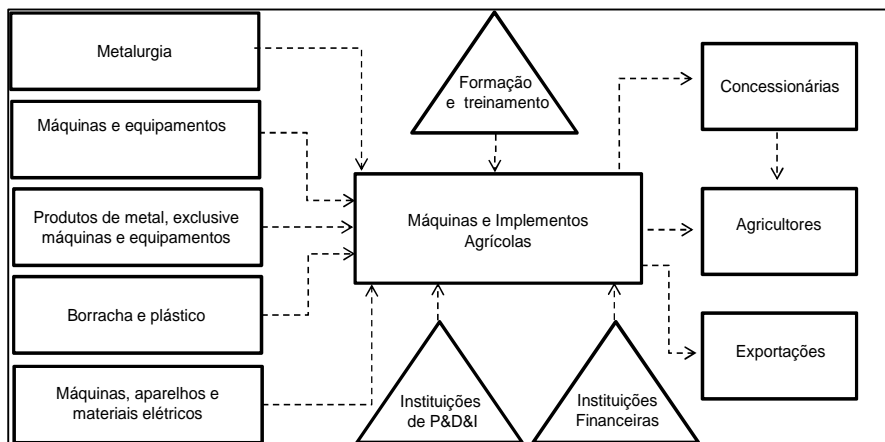 Metalurgia
Máquinas e equipamentos
Produtos de metal, exclusive
máquinas e equipamentos
Borracha e plástico
Máquinas, aparelhos e
materiais elétricos
Formação
e treinamento
Máquinas e Implementos
Agrícolas
Instituições
de P&D&I
Instituições
Financeiras
Concessionárias
Agricultores
Exportações